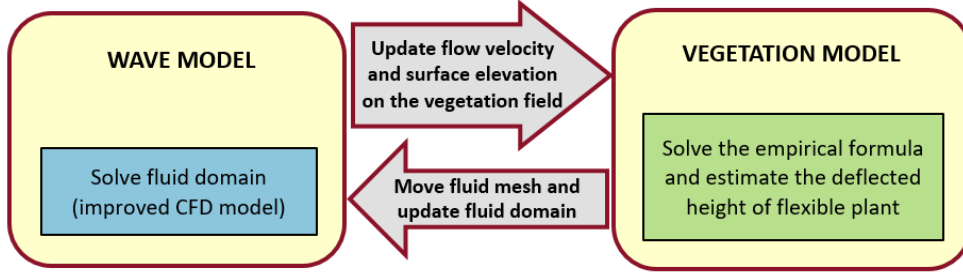 WAVE MODEL
Solve fluid domain
(improved CFD model)
Update flow velocity
and surface elevation
on the vegetation field
Move fluid mesh and
update fluid domain
VEGETATION MODEL
Solve the empirical formula
and estimate the deflected
height of flexible plant